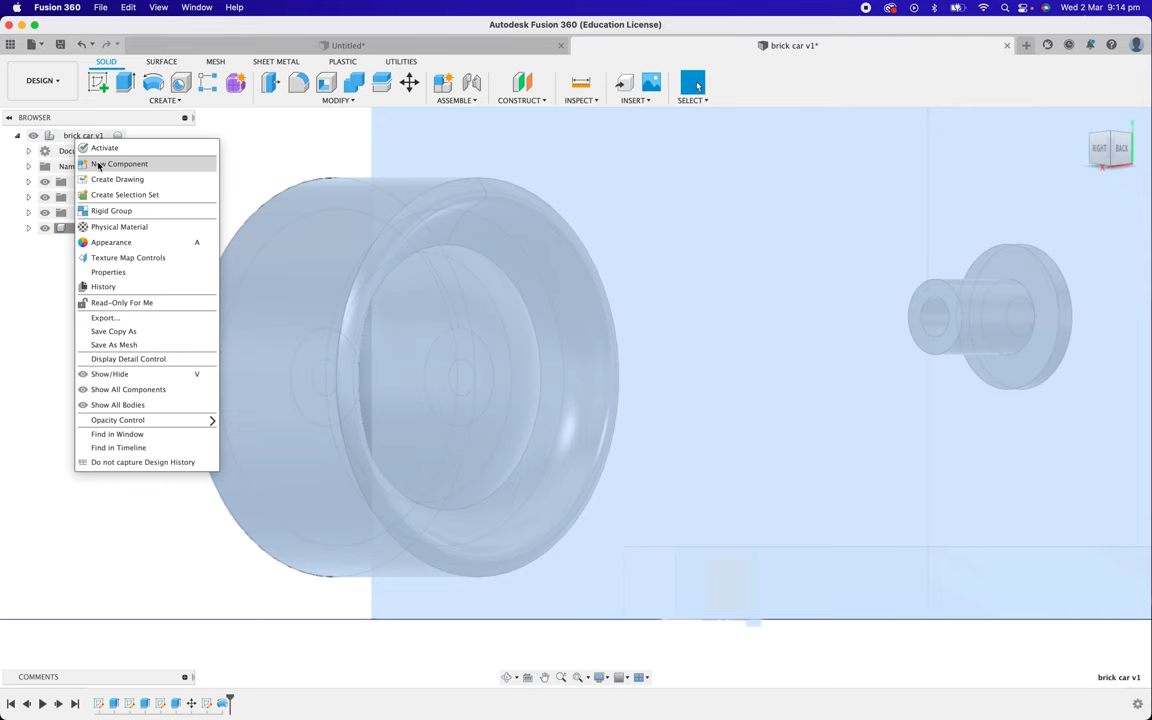 Fusion 360 File Edit View Window Help Wed 2 Mar 9:14 pm
Autodesk Fusion 360 (Education License)
Untitled* brick car v1*
SOLID SURFACE MESH SHEET METAL PLASTIC UTILITIES
DESIGN
CREATE MODIFY ASSEMBLE CONSTRUCT INSPECT INSERT SELECT
BROWSER
brick car v1
Docu
Nam
Activate
New Component
Create Drawing
Create Selection Set
Rigid Group
Physical Material
Appearance A
Texture Map Controls
Properties
History
Read-Only For Me
Export...
Save Copy As
Save As Mesh
Display Detail Control
Show/Hide V
Show All Components
Show All Bodies
Opacity Control
Find in Window
Find in Timeline
Do not capture Design History
RIGHT BACK
Y
X
COMMENTS
brick car v1